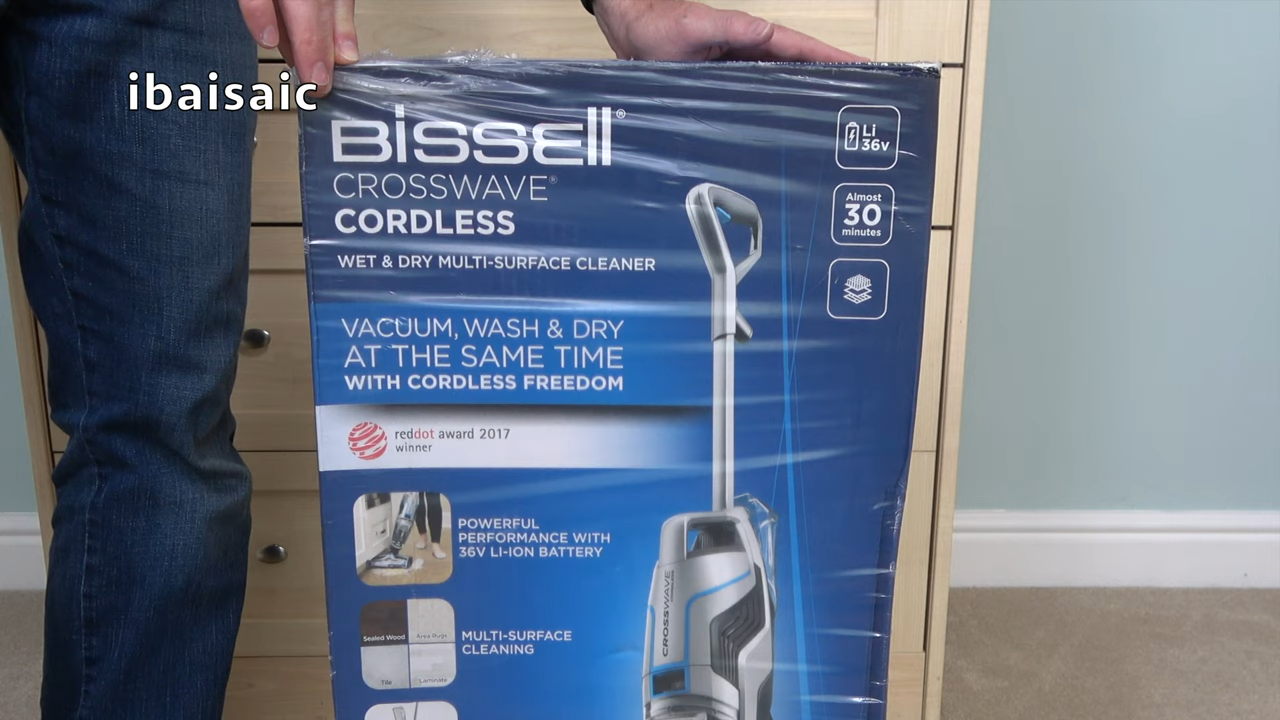 ibaisaic
BISSELL®
CROSSWAVE®
CORDLESS
WET & DRY MULTI-SURFACE CLEANER
VACUUM, WASH & DRY
AT THE SAME TIME
WITH CORDLESS FREEDOM
reddot award 2017
winner
POWERFUL
PERFORMANCE WITH
36V LI-ION BATTERY
Sealed Wood
Area Rugs
Tile
Laminate
MULTI-SURFACE
CLEANING
Li
36v
Almost
30
minutes
CROSSWAVE